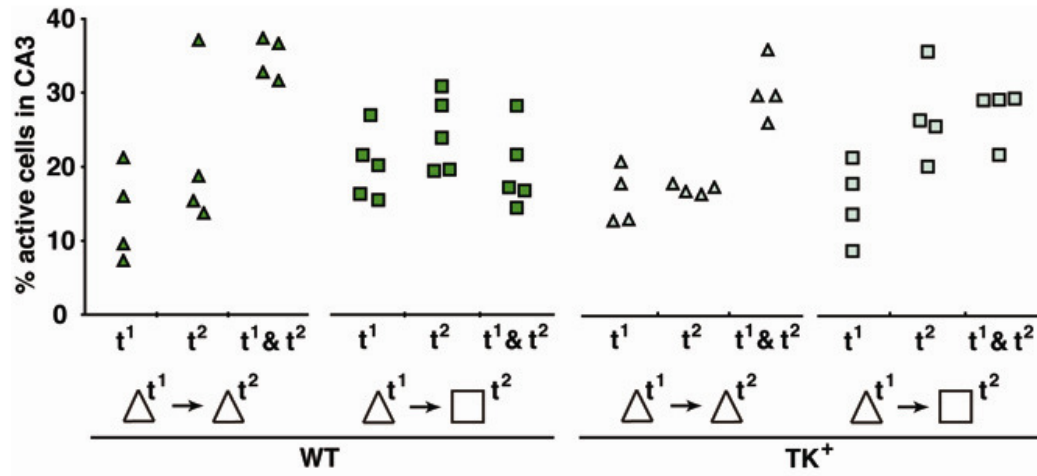 % active cells in CA3
40
30
20
10
0
t¹ t² t¹ & t² t¹ t² t¹ & t² t¹ t² t¹ & t² t¹ t² t¹ & t²
t¹ → t² t¹ → t² t¹ → t² t¹ → t²
WT TK⁺